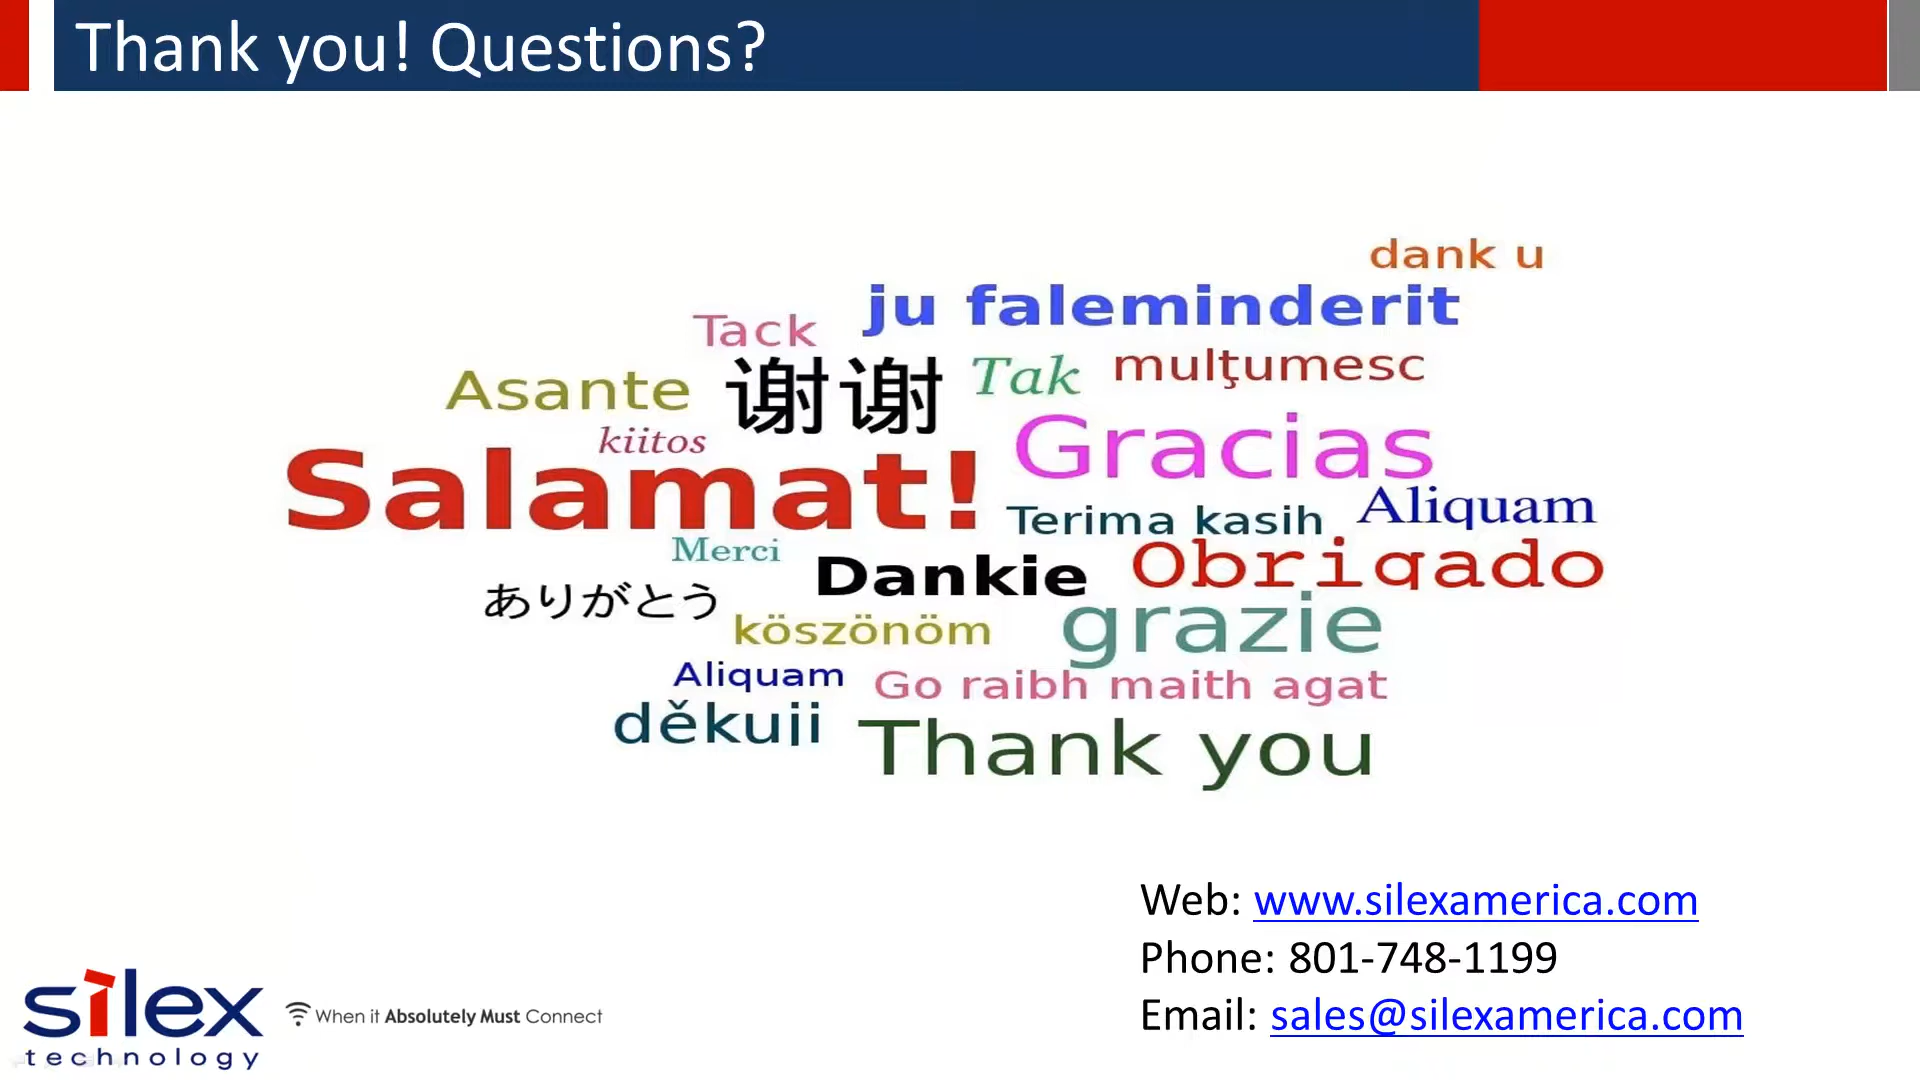 Thank you! Questions?
dank u
ju faleminderit
Tack
Asante
谢谢
Tak
mulţumesc
kiitos
Gracias
Salamat!
Terima kasih
Aliquam
Merci
Dankie
Obrigado
ありがとう
köszönöm
grazie
Aliquam
Go raibh maith agat
děkuji
Thank you
Web: www.silexamerica.com
Phone: 801-748-1199
Email: sales@silexamerica.com
silex
technology
When it Absolutely Must Connect